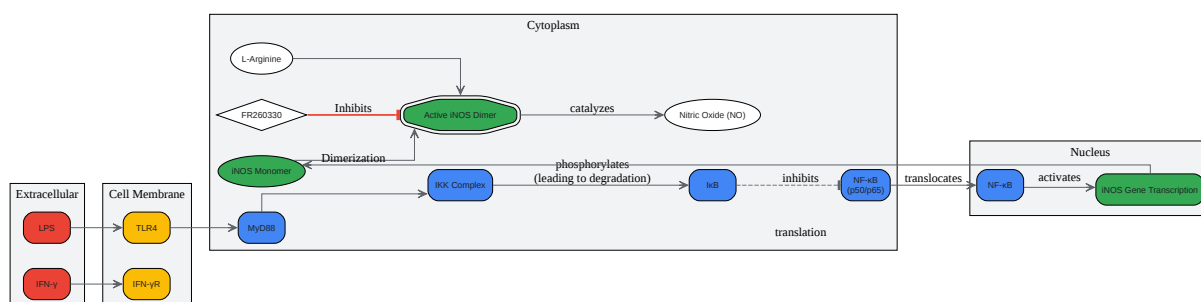 Cytoplasm
L-Arginine
FR260330
Inhibits
Active iNOS Dimer
catalyzes
Nitric Oxide (NO)
iNOS Monomer
Dimerization
IKK Complex
phosphorylates
(leading to degradation)
IκB
inhibits
NF-κB
(p50/p65)
translocates
Nucleus
NF-κB
activates
iNOS Gene Transcription
Extracellular
Cell Membrane
LPS
TLR4
MyD88
translation
IFN-γ
IFN-γR